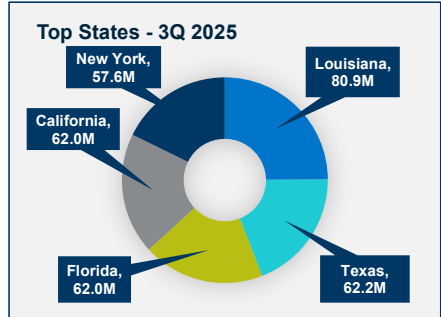 Top States - 3Q 2025
New York,
57.6M
Louisiana,
80.9M
California,
62.0M
Florida,
62.0M
Texas,
62.2M